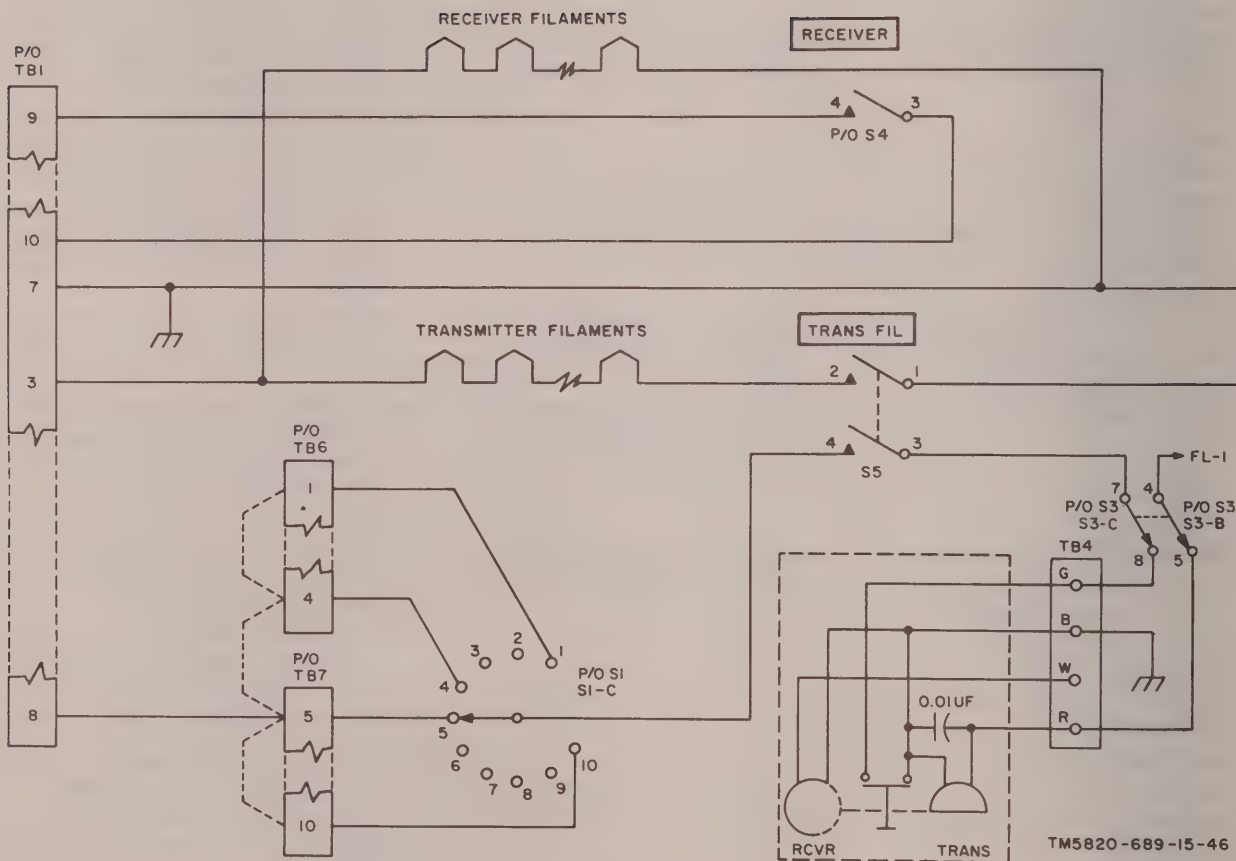 RECEIVER FILAMENTS
RECEIVER
P/O
TB1
9
4
3
P/O S4
10
7
TRANSMITTER FILAMENTS
TRANS FIL
3
2
1
P/O
TB6
4
3
S5
FL-1
1
7
4
P/O S3
S3-C
P/O S3
S3-B
TB4
8
5
G
4
B
3
2
1
P/O
TB7
4
P/O S1
S1-C
W
0.01UF
8
5
5
R
6
7
8
9
10
10
RCVR
TRANS
TM5820-689-15-46